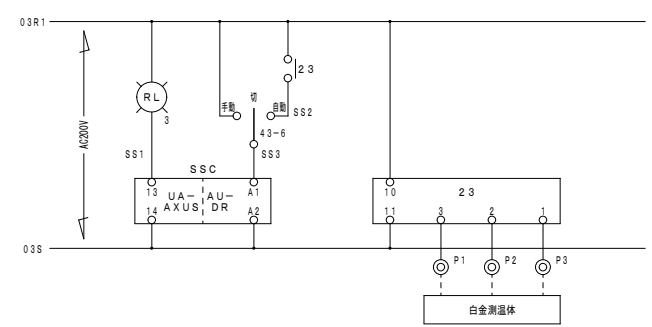 03R1
23
RL
手動
切
自動
SS2
3
43-6
AC200V
SS1
SS3
SSC
13
UA-
AU-
A1
AXUS
DR
14
A2
10
23
11
3
2
1
03S
P1
P2
P3
白金測温体